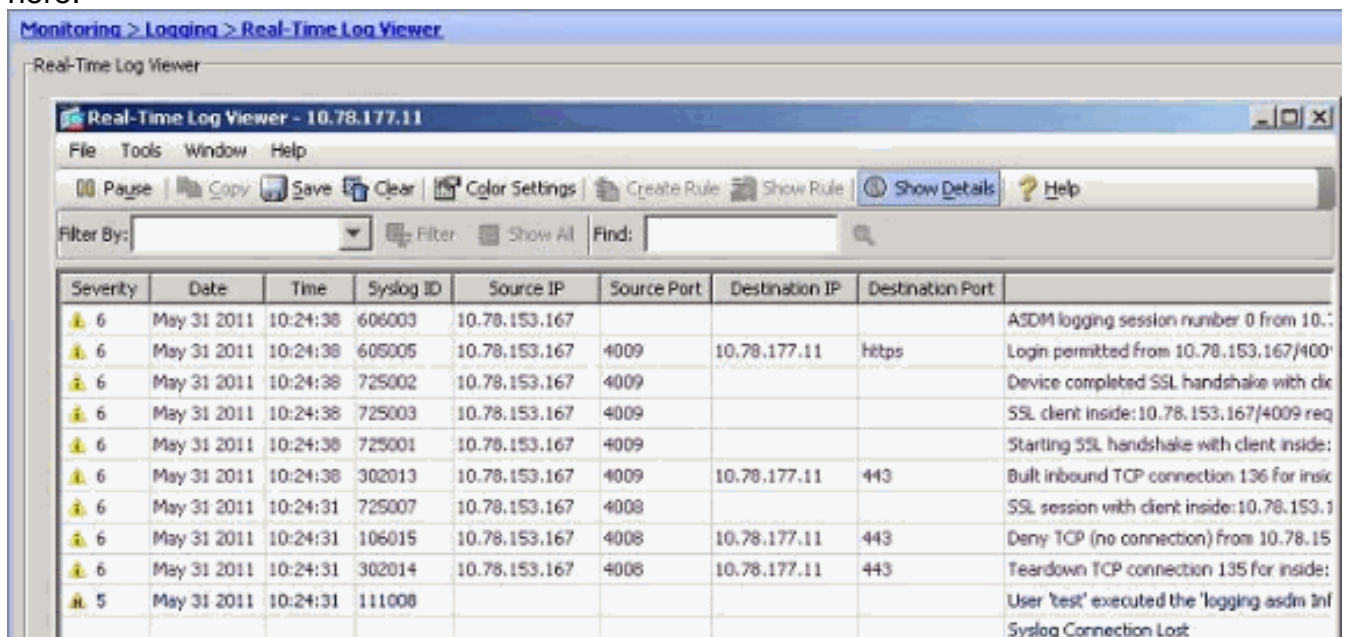 here.
Monitoring > Logging > Real-Time Log Viewer
Real-Time Log Viewer
Real-Time Log Viewer - 10.78.177.11
File Tools Window Help
Pause Copy Save Clear Color Settings Create Rule Show Rule Show Details Help
Filter By: Filter Show All Find:
Severity Date Time Syslog ID Source IP Source Port Destination IP Destination Port
6 May 31 2011 10:24:38 606003 10.78.153.167 ASDM logging session number 0 from 10.
6 May 31 2011 10:24:38 605005 10.78.153.167 4009 10.78.177.11 https Login permitted from 10.78.153.167/400
6 May 31 2011 10:24:38 725002 10.78.153.167 4009 Device completed SSL handshake with clie
6 May 31 2011 10:24:38 725003 10.78.153.167 4009 SSL client inside:10.78.153.167/4009 req
6 May 31 2011 10:24:38 725001 10.78.153.167 4009 Starting SSL handshake with client inside:
6 May 31 2011 10:24:38 302013 10.78.153.167 4009 10.78.177.11 443 Built inbound TCP connection 136 for insid
6 May 31 2011 10:24:31 725007 10.78.153.167 4008 SSL session with client inside:10.78.153.1
6 May 31 2011 10:24:31 106015 10.78.153.167 4008 10.78.177.11 443 Deny TCP (no connection) from 10.78.15
6 May 31 2011 10:24:31 302014 10.78.153.167 4008 10.78.177.11 443 Teardown TCP connection 135 for inside:
5 May 31 2011 10:24:31 111008 User 'test' executed the 'logging asdm Inf
Syslog Connection Lost